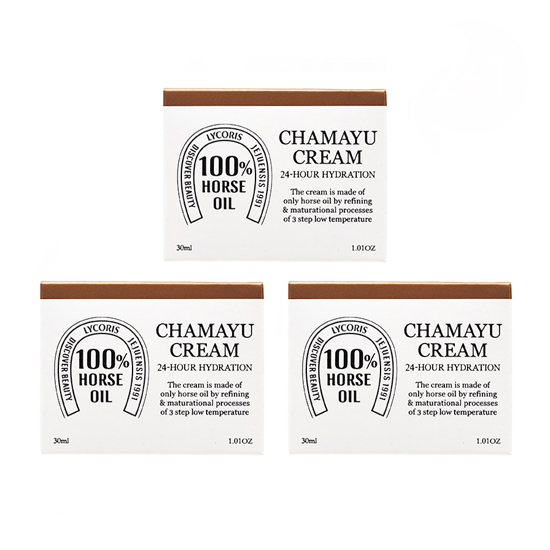 DISCOVER BEAUTY LYCORIS JEJUENSIS 1991
100%
HORSE
OIL
CHAMAYU
CREAM
24-HOUR HYDRATION
The cream is made of
only horse oil by refining
& maturational processes
of 3 step low temperature
30ml 1.01OZ
DISCOVER BEAUTY LYCORIS JEJUENSIS 1991
100%
HORSE
OIL
CHAMAYU
CREAM
24-HOUR HYDRATION
The cream is made of
only horse oil by refining
& maturational processes
of 3 step low temperature
30ml 1.01OZ
DISCOVER BEAUTY LYCORIS JEJUENSIS 1991
100%
HORSE
OIL
CHAMAYU
CREAM
24-HOUR HYDRATION
The cream is made of
only horse oil by refining
& maturational processes
of 3 step low temperature
30ml 1.01OZ